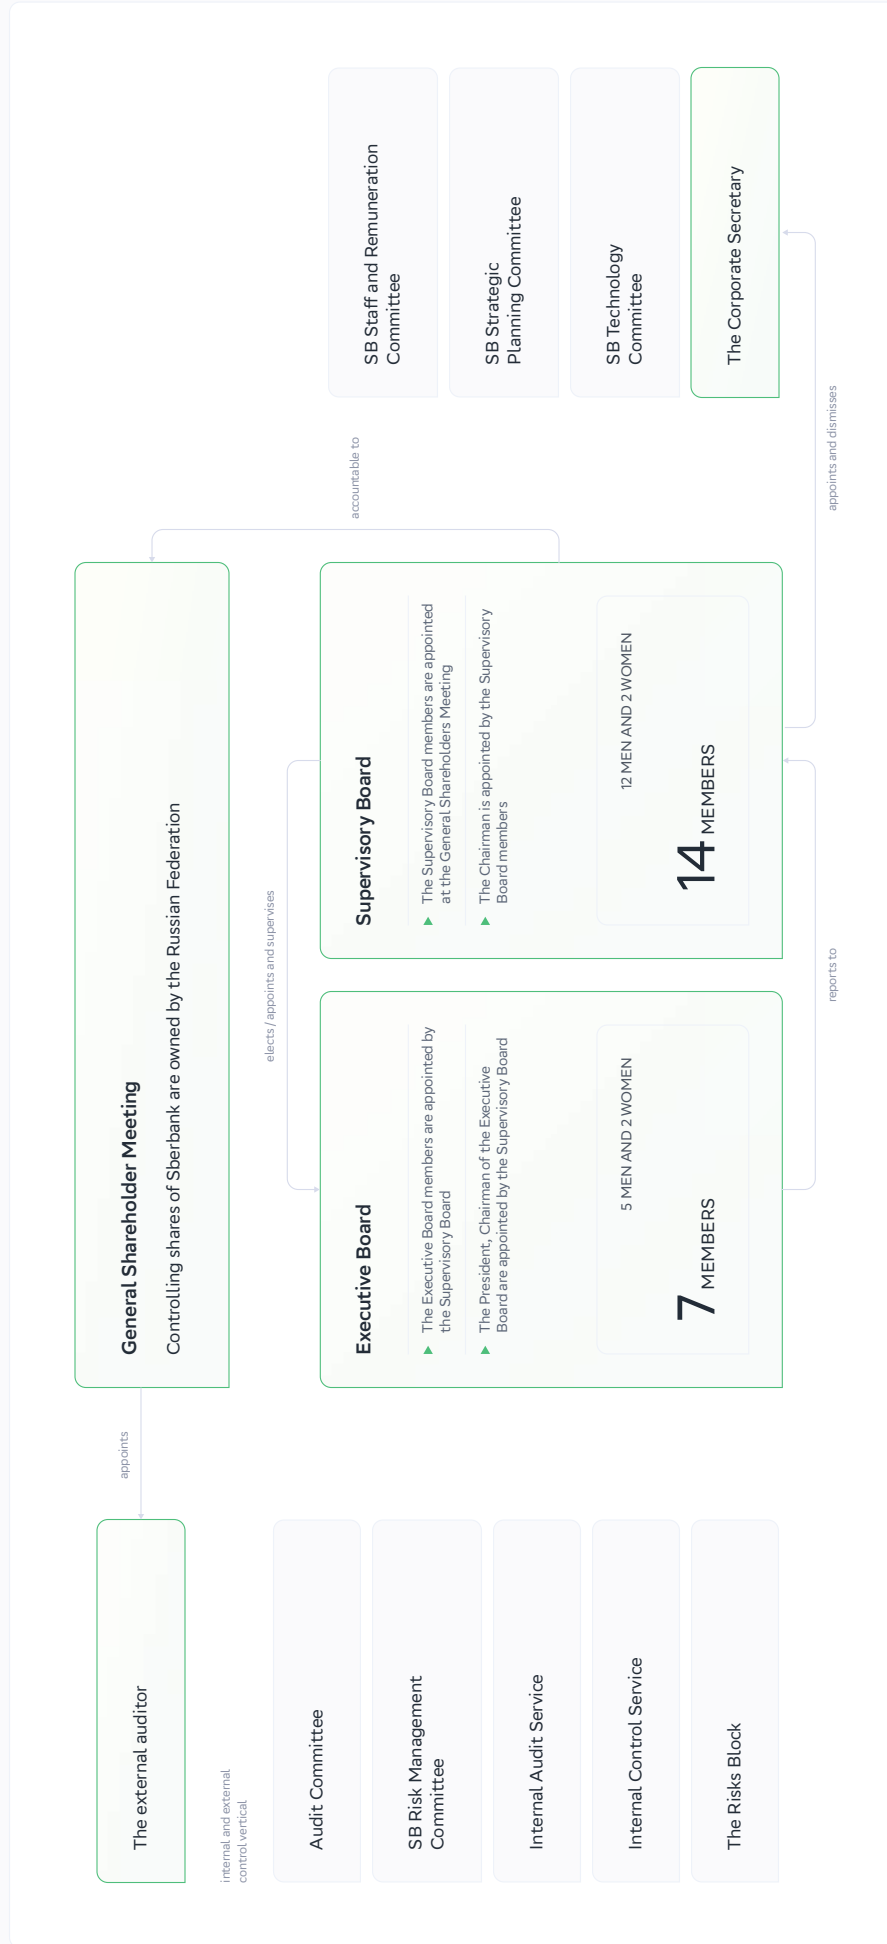 General Shareholder Meeting
Controlling shares of Sberbank are owned by the Russian Federation
appoints
The external auditor
internal and external
control vertical
Audit Committee
SB Risk Management
Committee
Internal Audit Service
Internal Control Service
The Risks Block
elects / appoints and supervises
Executive Board
The Executive Board members are appointed by
the Supervisory Board
The President, Chairman of the Executive
Board are appointed by the Supervisory Board
5 MEN AND 2 WOMEN
7 MEMBERS
reports to
Supervisory Board
The Supervisory Board members are appointed
at the General Shareholders Meeting
The Chairman is appointed by the Supervisory
Board members
12 MEN AND 2 WOMEN
14 MEMBERS
accountable to
appoints and dismisses
SB Staff and Remuneration
Committee
SB Strategic
Planning Committee
SB Technology
Committee
The Corporate Secretary